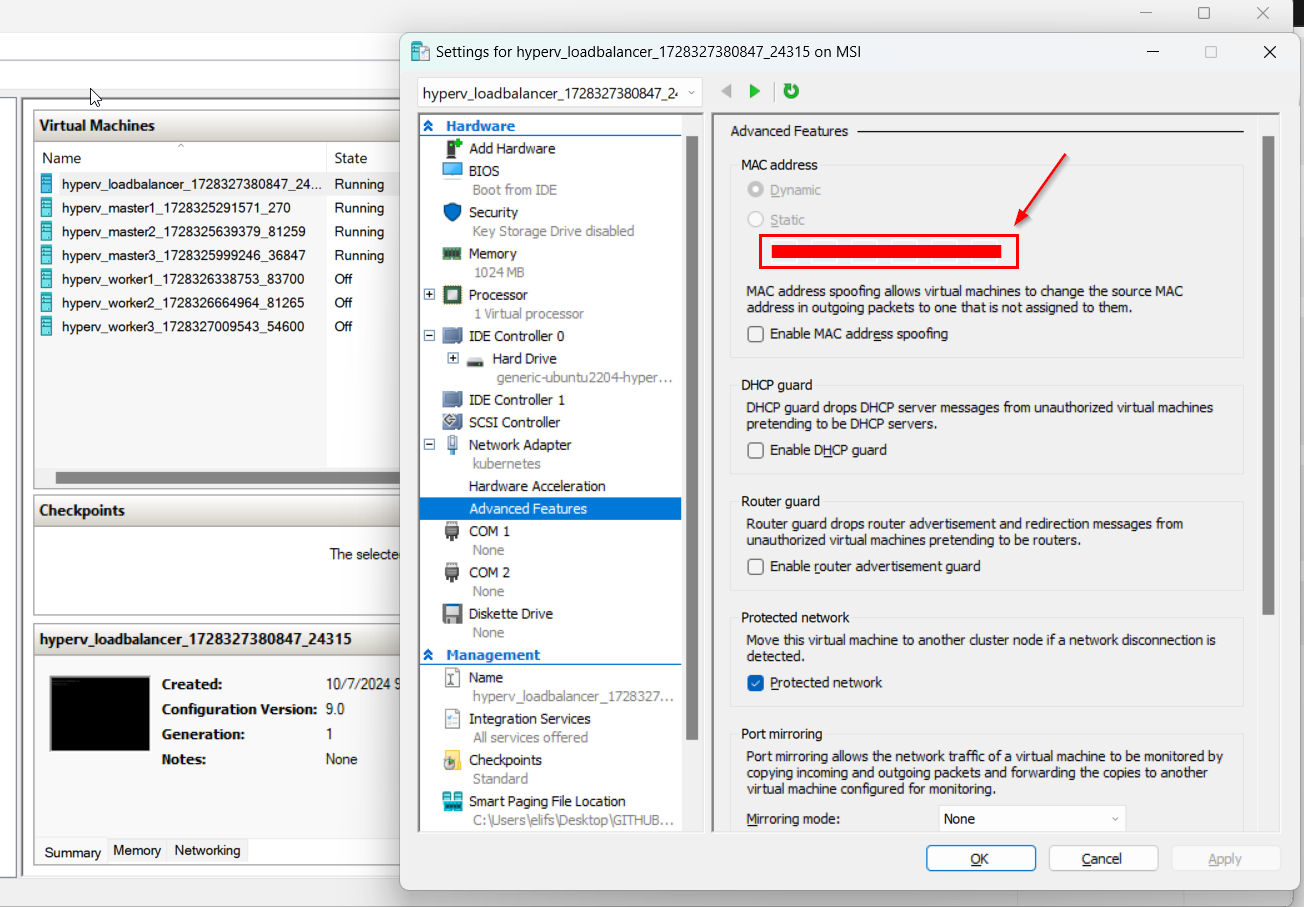 Settings for hyperv_loadbalancer_1728327380847_24315 on MSI
hyperv_loadbalancer_1728327380847_24
Virtual Machines
Name State
hyperv_loadbalancer_1728327380847_24... Running
hyperv_master1_1728325291571_270 Running
hyperv_master2_1728325639379_81259 Running
hyperv_master3_1728325999246_36847 Running
hyperv_worker1_1728326338753_83700 Off
hyperv_worker2_1728326664964_81265 Off
hyperv_worker3_1728327009543_54600 Off
Checkpoints
The selecte
hyperv_loadbalancer_1728327380847_24315
Created: 10/7/2024 9
Configuration Version: 9.0
Generation: 1
Notes: None
Summary Memory Networking
Hardware
Add Hardware
BIOS
Boot from IDE
Security
Key Storage Drive disabled
Memory
1024 MB
Processor
1 Virtual processor
IDE Controller 0
Hard Drive
generic-ubuntu2204-hyper...
IDE Controller 1
SCSI Controller
Network Adapter
kubernetes
Hardware Acceleration
Advanced Features
COM 1
None
COM 2
None
Diskette Drive
None
Management
Name
hyperv_loadbalancer_1728327...
Integration Services
All services offered
Checkpoints
Standard
Smart Paging File Location
C:\Users\elifs\Desktop\GITHUB...
Advanced Features
MAC address
Dynamic
Static
MAC address spoofing allows virtual machines to change the source MAC
address in outgoing packets to one that is not assigned to them.
Enable MAC address spoofing
DHCP guard
DHCP guard drops DHCP server messages from unauthorized virtual machines
pretending to be DHCP servers.
Enable DHCP guard
Router guard
Router guard drops router advertisement and redirection messages from
unauthorized virtual machines pretending to be routers.
Enable router advertisement guard
Protected network
Move this virtual machine to another cluster node if a network disconnection is
detected.
Protected network
Port mirroring
Port mirroring allows the network traffic of a virtual machine to be monitored by
copying incoming and outgoing packets and forwarding the copies to another
virtual machine configured for monitoring.
Mirroring mode: None
OK Cancel Apply